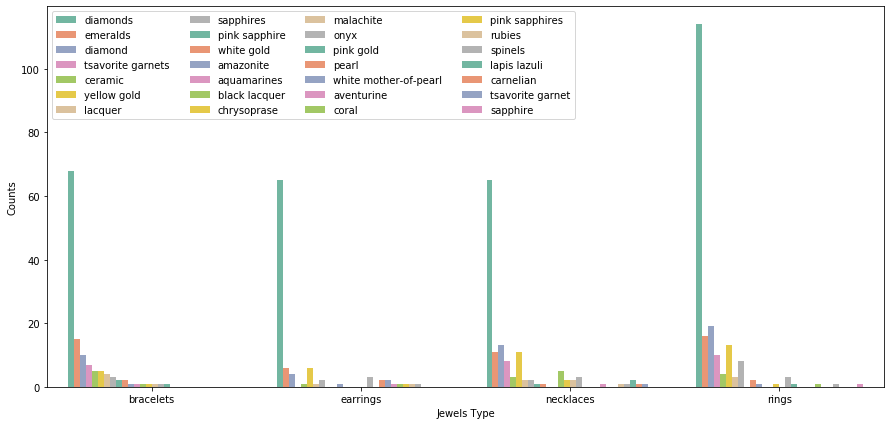 diamonds
emeralds
diamond
tsavorite garnets
ceramic
yellow gold
lacquer
sapphires
pink sapphire
white gold
amazonite
aquamarines
black lacquer
chrysoprase
malachite
onyx
pink gold
pearl
white mother-of-pearl
aventurine
coral
pink sapphires
rubies
spinels
lapis lazuli
carnelian
tsavorite garnet
sapphire
100
80
60
40
20
0
Counts
bracelets
earrings
necklaces
rings
Jewels Type